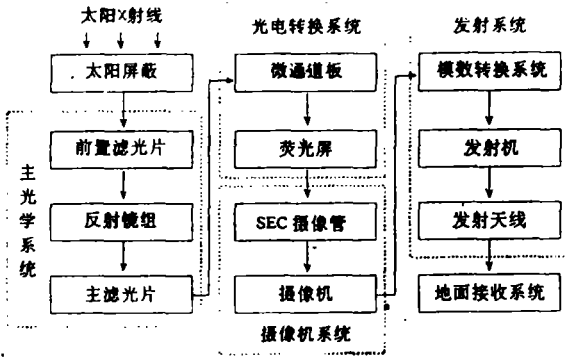 太阳X射线
太阳屏蔽
主光学系统
前置滤光片
反射镜组
主滤光片
光电转换系统
微通道板
荧光屏
SEC 摄像管
摄像机
摄像机系统
发射系统
模数转换系统
发射机
发射天线
地面接收系统